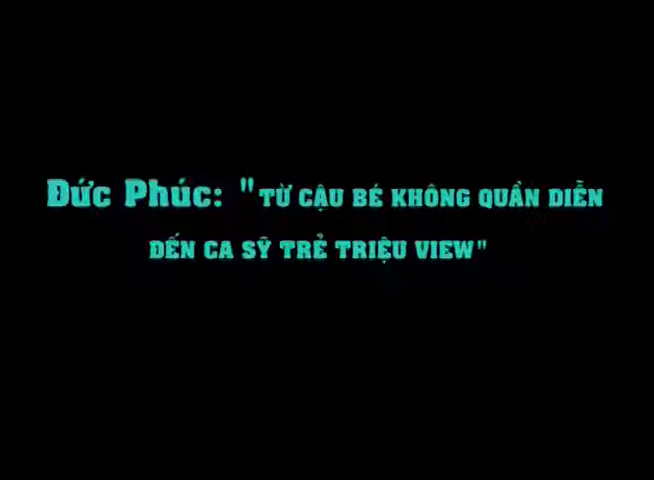 Đức Phúc: "TỪ CẬU BÉ KHÔNG QUẦN DIỄN
ĐẾN CA SỸ TRẺ TRIỆU VIEW"